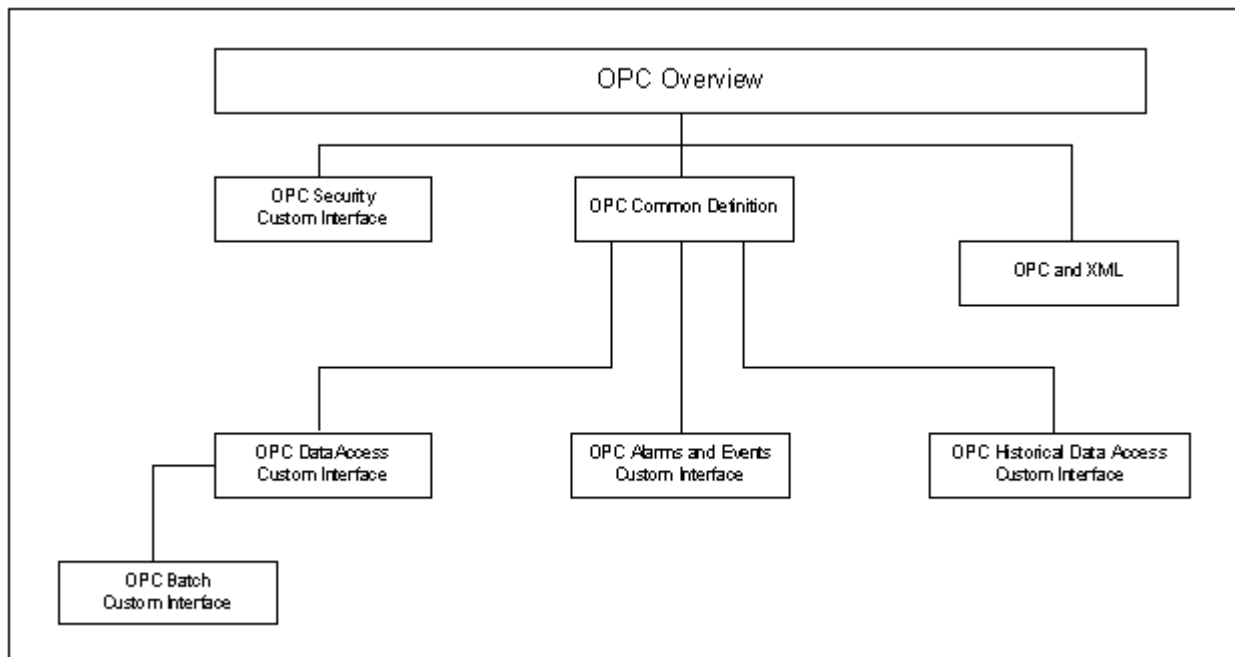 OPC Overview
OPC Security
Custom Interface
OPC Common Definition
OPC and XML
OPC Data Access
Custom Interface
OPC Alarms and Events
Custom Interface
OPC Historical Data Access
Custom Interface
OPC Batch
Custom Interface